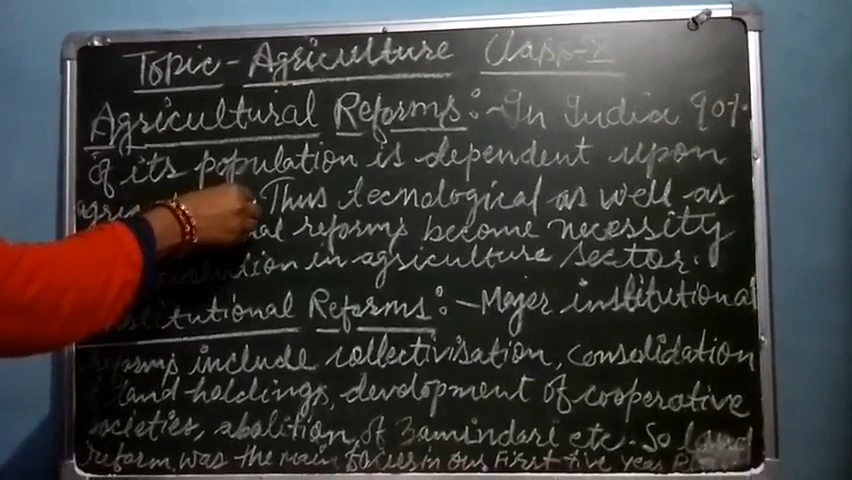 Topic - Agriculture Class - X
Agricultural Reforms :- In India 90%
of its population is dependent upon
Thus tecnological as well as
reforms become necessity
in agriculture sector.
Reforms :- Major institutional
reforms include collectivisation, consolidation
land holdings, development of cooperative
societies, abolition of Zamindari etc. So land
reform was the main focus in our First five year Plan